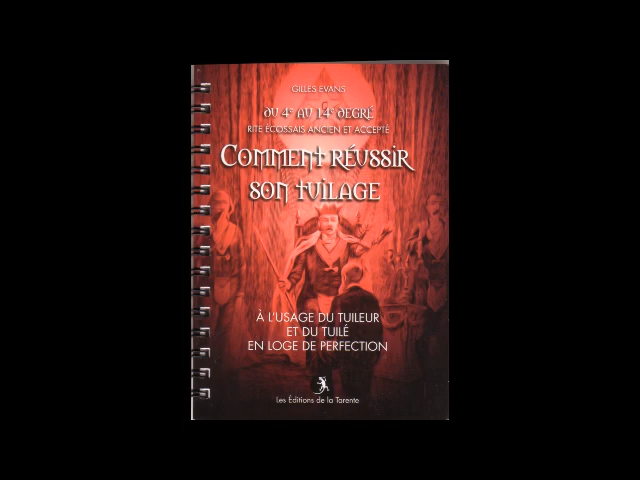 GILLES EVANS
DU 4e AU 14e DEGRÉ
RITE ÉCOSSAIS ANCIEN ET ACCEPTÉ
COMMENT RÉUSSIR
SON TUILAGE
À L'USAGE DU TUILEUR
ET DU TUILÉ
EN LOGE DE PERFECTION
Les Éditions de la Tarente